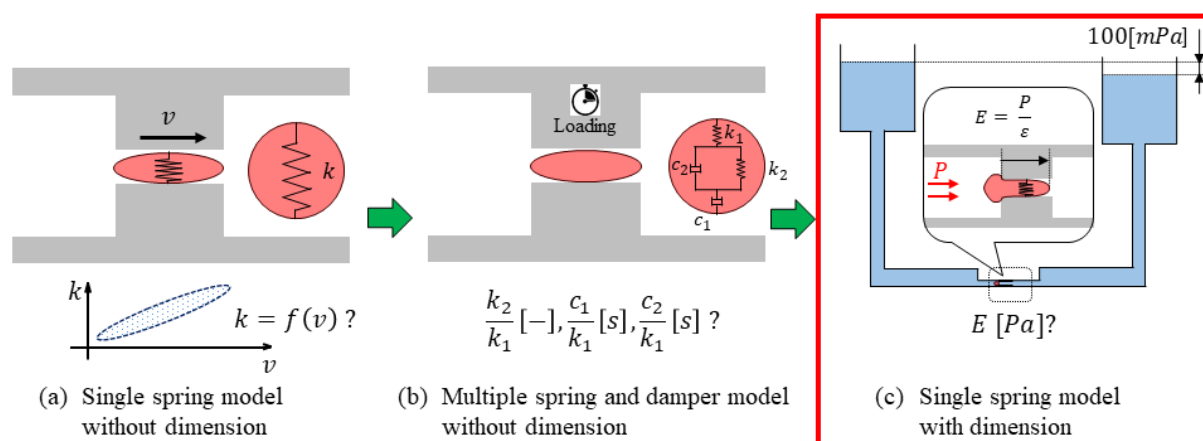 v
k
k
v
k = f(v) ?
(a) Single spring model
without dimension
Loading
k₁
c₂
k₂
c₁
k₂/k₁ [−], c₁/k₁ [s], c₂/k₁ [s] ?
(b) Multiple spring and damper model
without dimension
100[mPa]
E = P/ε
P
E [Pa]?
(c) Single spring model
with dimension